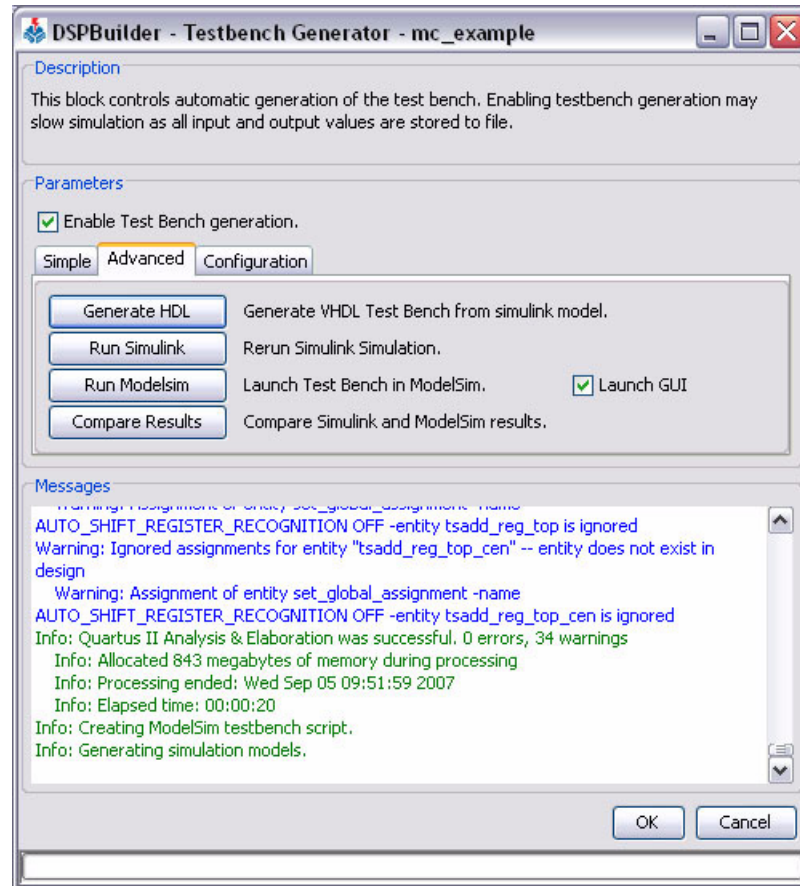 DSPBuilder - Testbench Generator - mc_example
Description
This block controls automatic generation of the test bench. Enabling testbench generation may
slow simulation as all input and output values are stored to file.
Parameters
Enable Test Bench generation.
Simple Advanced Configuration
Generate HDL Generate VHDL Test Bench from simulink model.
Run Simulink Rerun Simulink Simulation.
Run Modelsim Launch Test Bench in ModelSim. Launch GUI
Compare Results Compare Simulink and ModelSim results.
Messages
Warning: Assignment of entity set_global_assignment -name
AUTO_SHIFT_REGISTER_RECOGNITION OFF -entity tsadd_reg_top is ignored
Warning: Ignored assignments for entity "tsadd_reg_top_cen" -- entity does not exist in
design
Warning: Assignment of entity set_global_assignment -name
AUTO_SHIFT_REGISTER_RECOGNITION OFF -entity tsadd_reg_top_cen is ignored
Info: Quartus II Analysis & Elaboration was successful. 0 errors, 34 warnings
Info: Allocated 843 megabytes of memory during processing
Info: Processing ended: Wed Sep 05 09:51:59 2007
Info: Elapsed time: 00:00:20
Info: Creating ModelSim testbench script.
Info: Generating simulation models.
OK Cancel